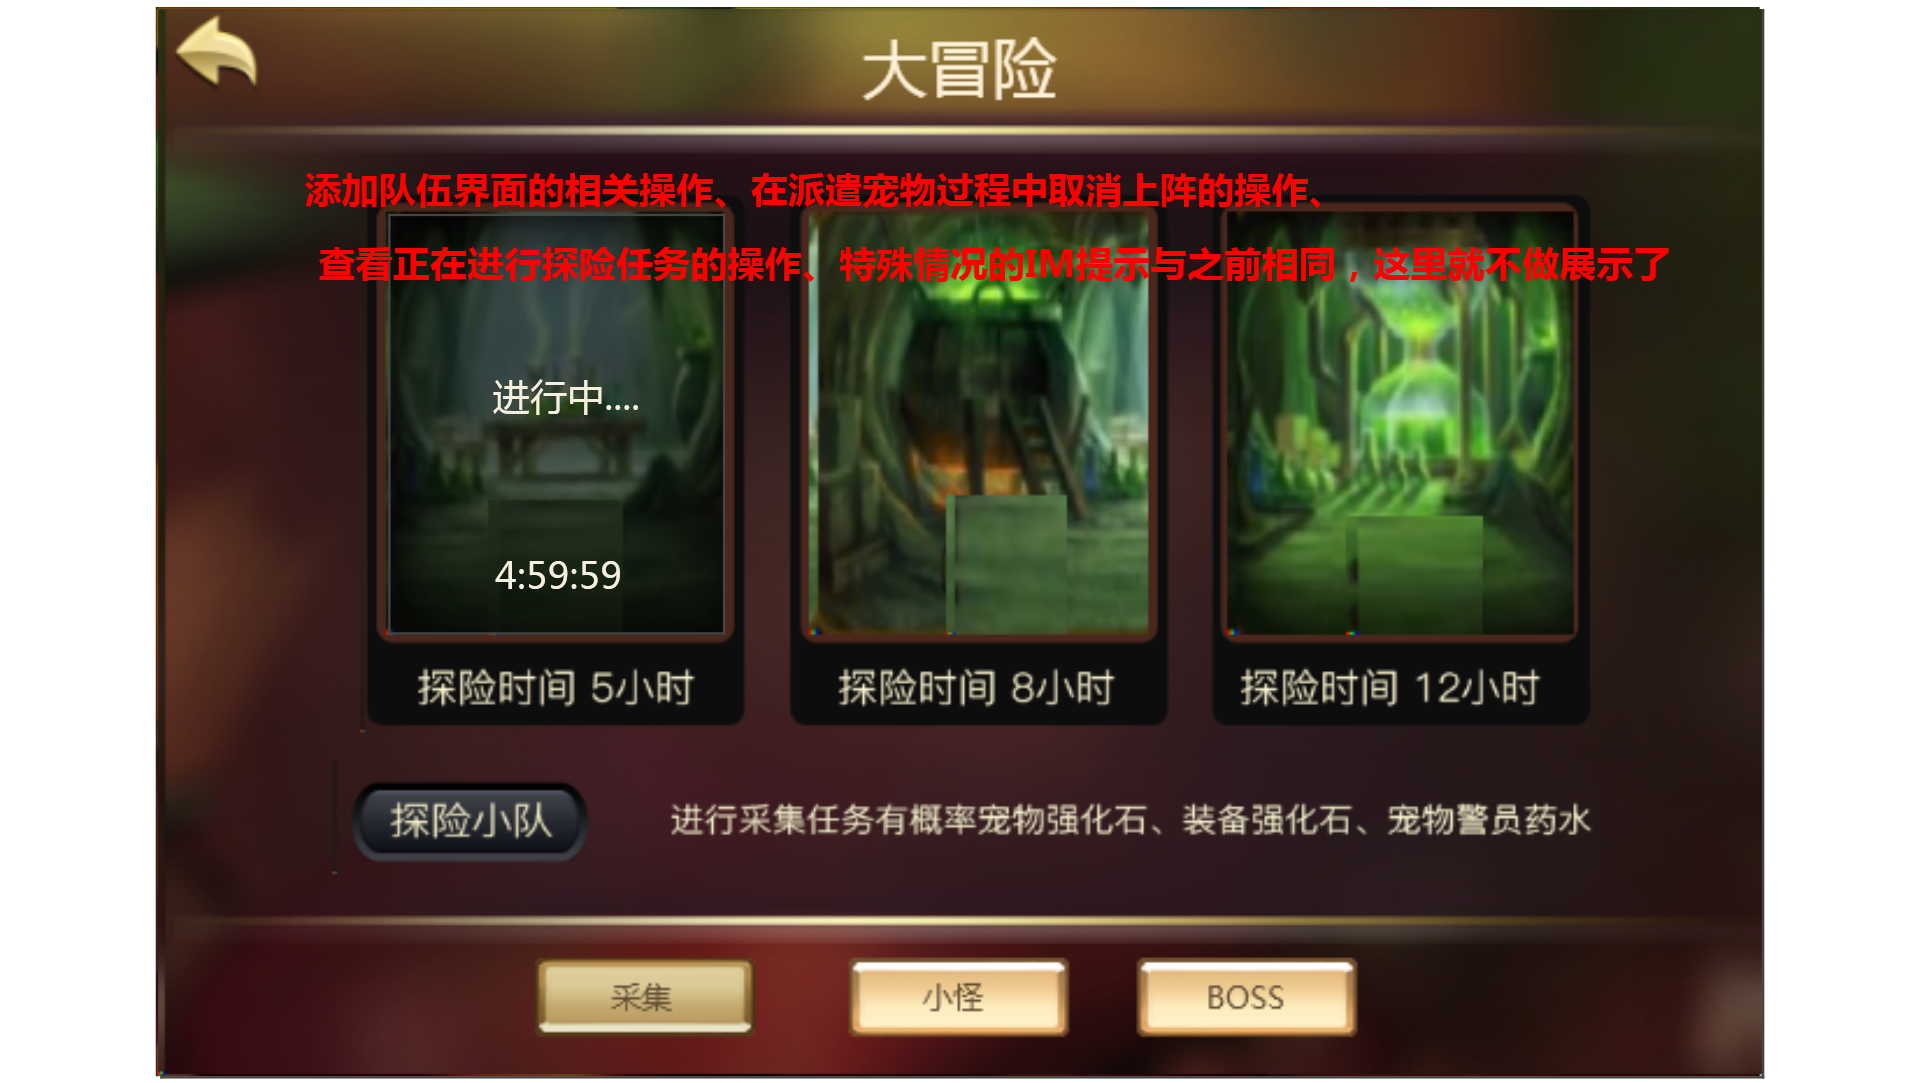 大冒险
添加队伍界面的相关操作、在派遣宠物过程中取消上阵的操作、
查看正在进行探险任务的操作、特殊情况的IM提示与之前相同，这里就不做展示了
进行中....
4:59:59
探险时间 5小时
探险时间 8小时
探险时间 12小时
探险小队
进行采集任务有概率宠物强化石、装备强化石、宠物警员药水
采集
小怪
BOSS